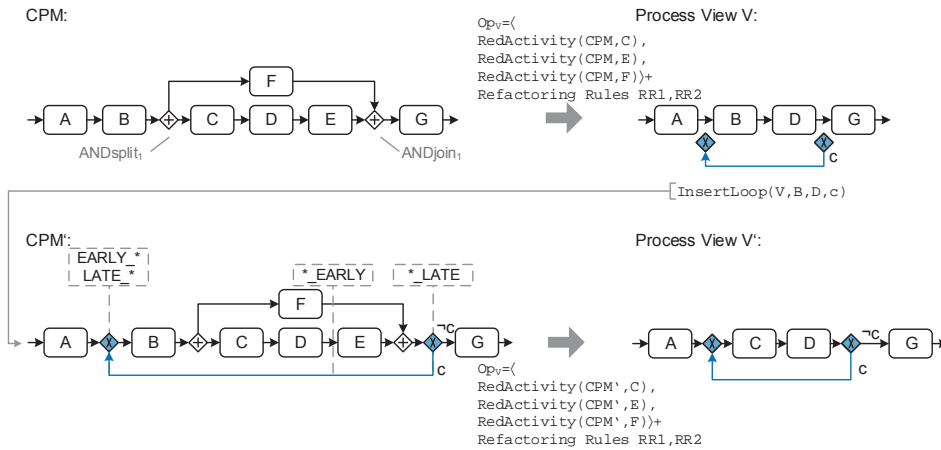 CPM:
Process View V:
Opv=⟨
RedActivity(CPM,C),
RedActivity(CPM,E),
RedActivity(CPM,F)⟩+
Refactoring Rules RR1,RR2
F
A B + C D E + G
A B D G
X X
c
ANDsplit1
ANDjoin1
InsertLoop(V,B,D,c)
CPM‘:
Process View V‘:
EARLY_*
LATE_*
*_EARLY
*_LATE
F
¬c
¬c
A X B + C D E + X G
A X C D X G
c
c
Opv=⟨
RedActivity(CPM‘,C),
RedActivity(CPM‘,E),
RedActivity(CPM‘,F)⟩+
Refactoring Rules RR1,RR2